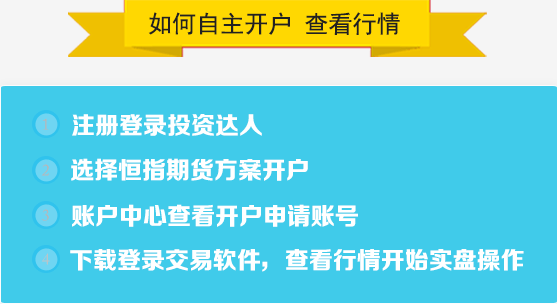 如何自主开户 查看行情
1 注册登录投资达人
2 选择恒指期货方案开户
3 账户中心查看开户申请账号
4 下载登录交易软件，查看行情开始实盘操作